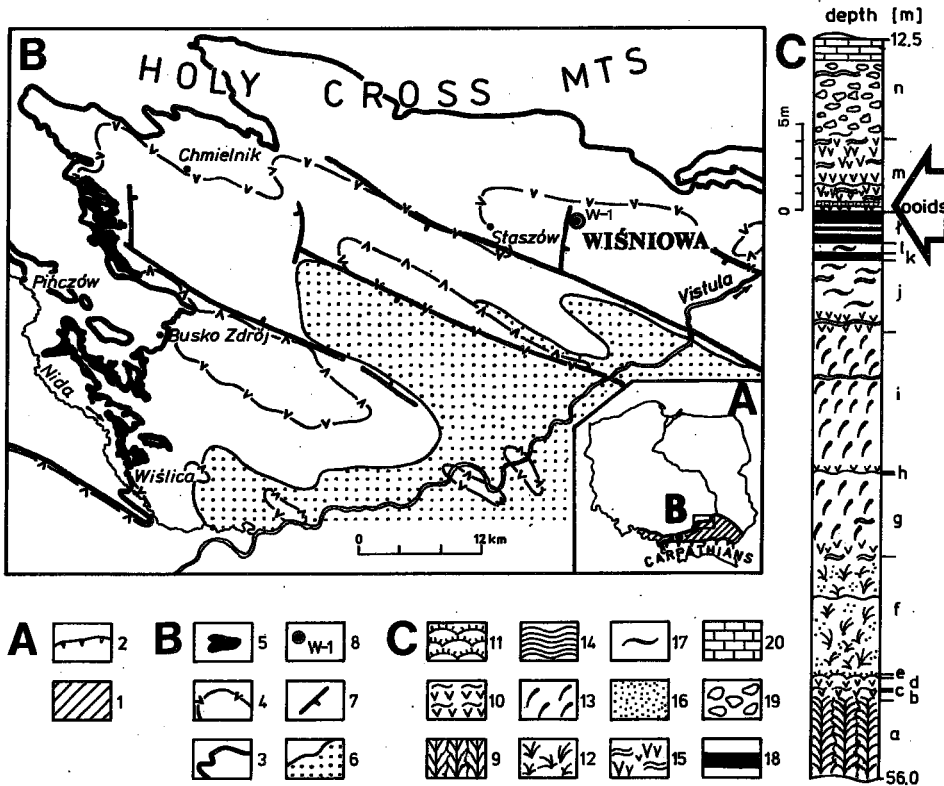 depth [m]
B
HOLY CROSS MTS
C
12.5
n
5m
Chmielnik
m
0
ooids
W-1
Staszów
WIŚNIOWA
ł
l
k
Pińczów
Vistula
j
Busko Zdrój
Nida
A
i
B
Wiślica
h
g
0 12 km
CARPATHIANS
f
A
2
B
5
W-1 8
C
11
14
17
20
e
d
c
b
1
4
7
10
13
16
19
a
3
6
9
12
15
18
56.0